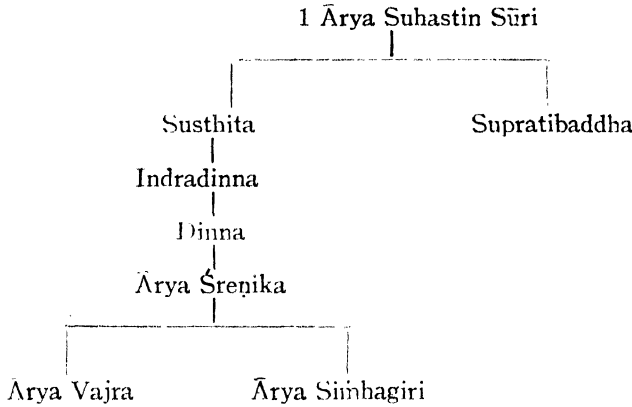 1 Ārya Suhastin Sūri
Susthita Supratibaddha
Indradinna
Dinna
Ārya Śreṇika
Ārya Vajra Ārya Siṁhagiri